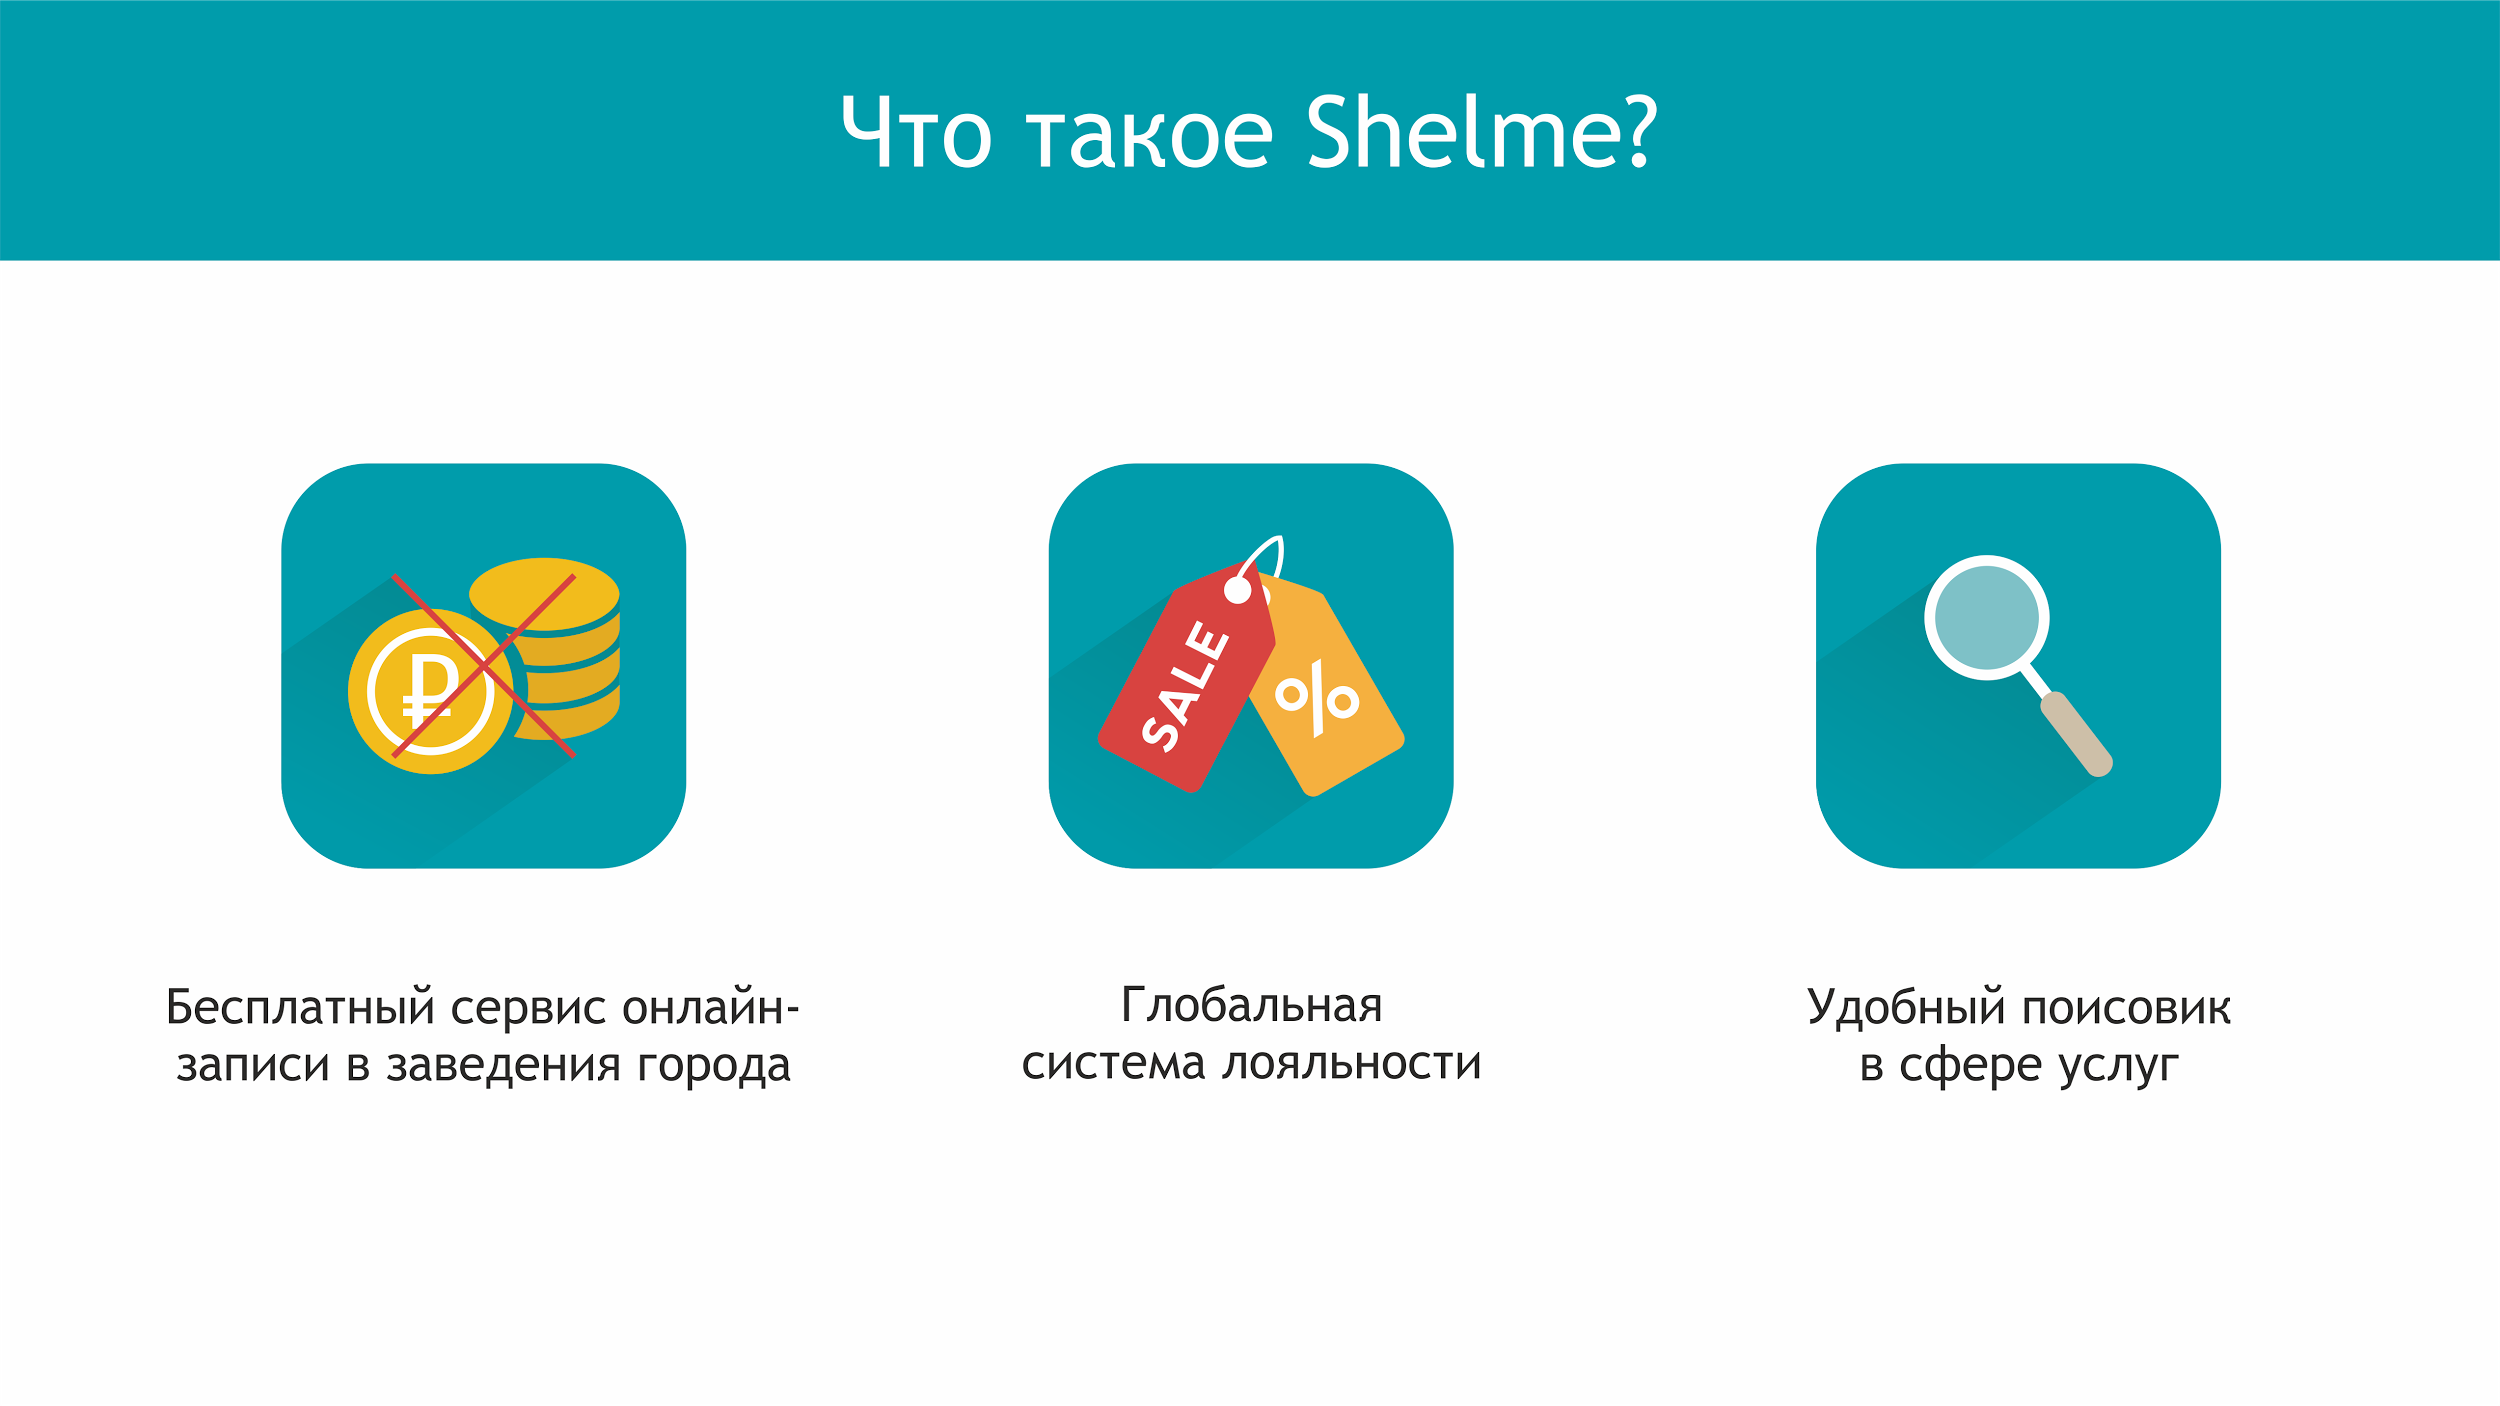 Что такое Shelme?
₽
SALE
%
Бесплатный сервис онлайн-
записи в заведения города
Глобальная
система лояльности
Удобный поисовик
в сфере услуг